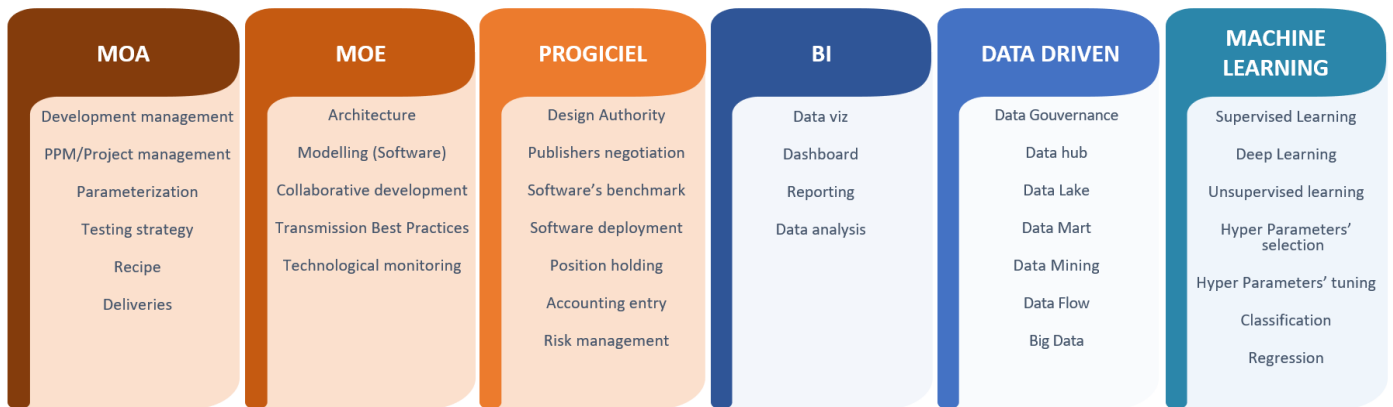 MOA
Development management
PPM/Project management
Parameterization
Testing strategy
Recipe
Deliveries
MOE
Architecture
Modelling (Software)
Collaborative development
Transmission Best Practices
Technological monitoring
PROGICIEL
Design Authority
Publishers negotiation
Software's benchmark
Software deployment
Position holding
Accounting entry
Risk management
BI
Data viz
Dashboard
Reporting
Data analysis
DATA DRIVEN
Data Gouvernance
Data hub
Data Lake
Data Mart
Data Mining
Data Flow
Big Data
MACHINE
LEARNING
Supervised Learning
Deep Learning
Unsupervised learning
Hyper Parameters'
selection
Hyper Parameters' tuning
Classification
Regression